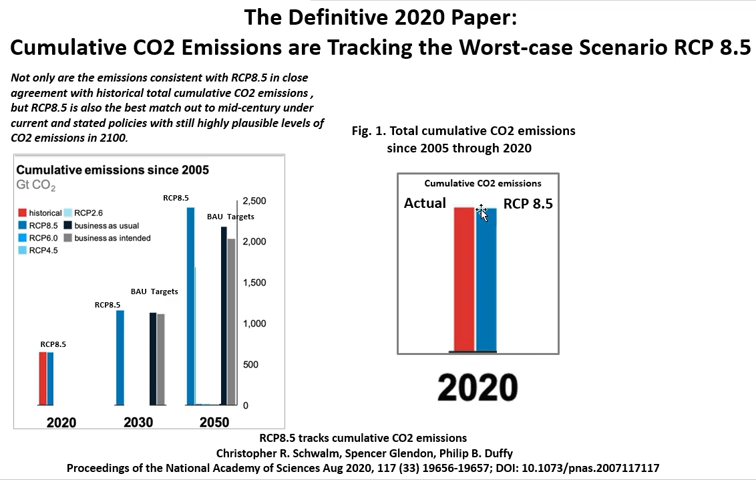 The Definitive 2020 Paper:
Cumulative CO2 Emissions are Tracking the Worst-case Scenario RCP 8.5
Not only are the emissions consistent with RCP8.5 in close
agreement with historical total cumulative CO2 emissions ,
but RCP8.5 is also the best match out to mid-century under
current and stated policies with still highly plausible levels of
CO2 emissions in 2100.
Cumulative emissions since 2005
Gt CO2
historical RCP2.6
RCP8.5 business as usual
RCP6.0 business as intended
RCP4.5
RCP8.5
BAU Targets
2,500
2,000
1,500
1,000
500
0
RCP8.5
BAU Targets
RCP8.5
2020 2030 2050
Fig. 1. Total cumulative CO2 emissions
since 2005 through 2020
Cumulative CO2 emissions
Actual RCP 8.5
2020
RCP8.5 tracks cumulative CO2 emissions
Christopher R. Schwalm, Spencer Glendon, Philip B. Duffy
Proceedings of the National Academy of Sciences Aug 2020, 117 (33) 19656-19657; DOI: 10.1073/pnas.2007117117